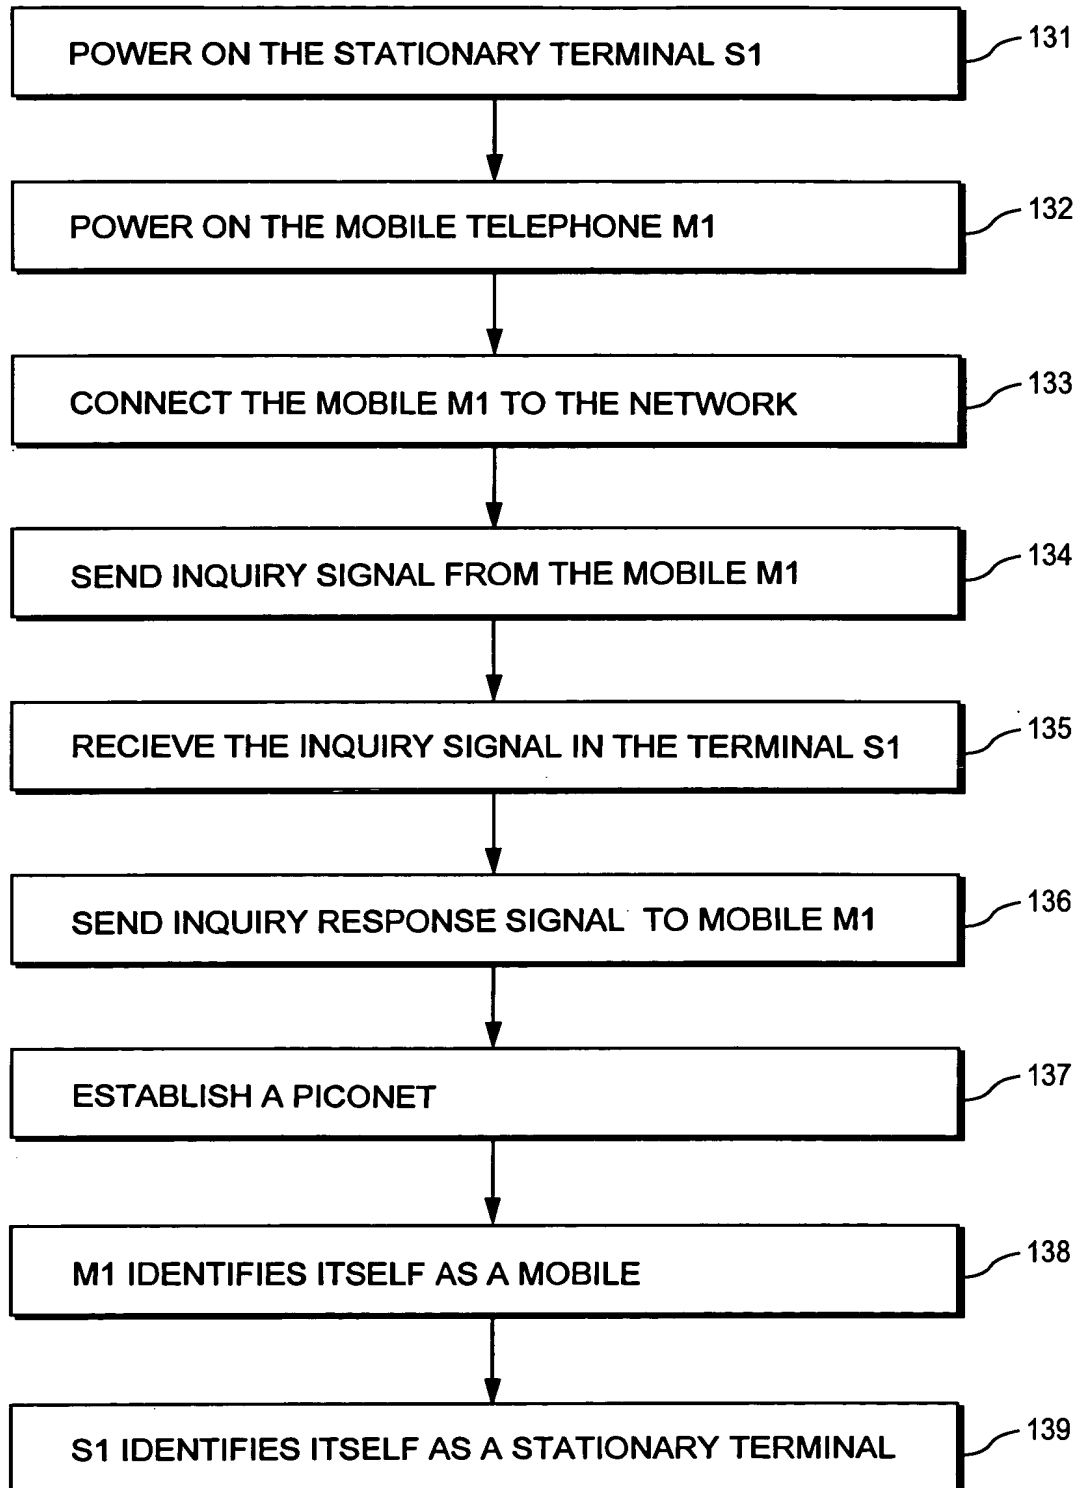 POWER ON THE STATIONARY TERMINAL S1
131
POWER ON THE MOBILE TELEPHONE M1
132
CONNECT THE MOBILE M1 TO THE NETWORK
133
SEND INQUIRY SIGNAL FROM THE MOBILE M1
134
RECIEVE THE INQUIRY SIGNAL IN THE TERMINAL S1
135
SEND INQUIRY RESPONSE SIGNAL TO MOBILE M1
136
ESTABLISH A PICONET
137
M1 IDENTIFIES ITSELF AS A MOBILE
138
S1 IDENTIFIES ITSELF AS A STATIONARY TERMINAL
139